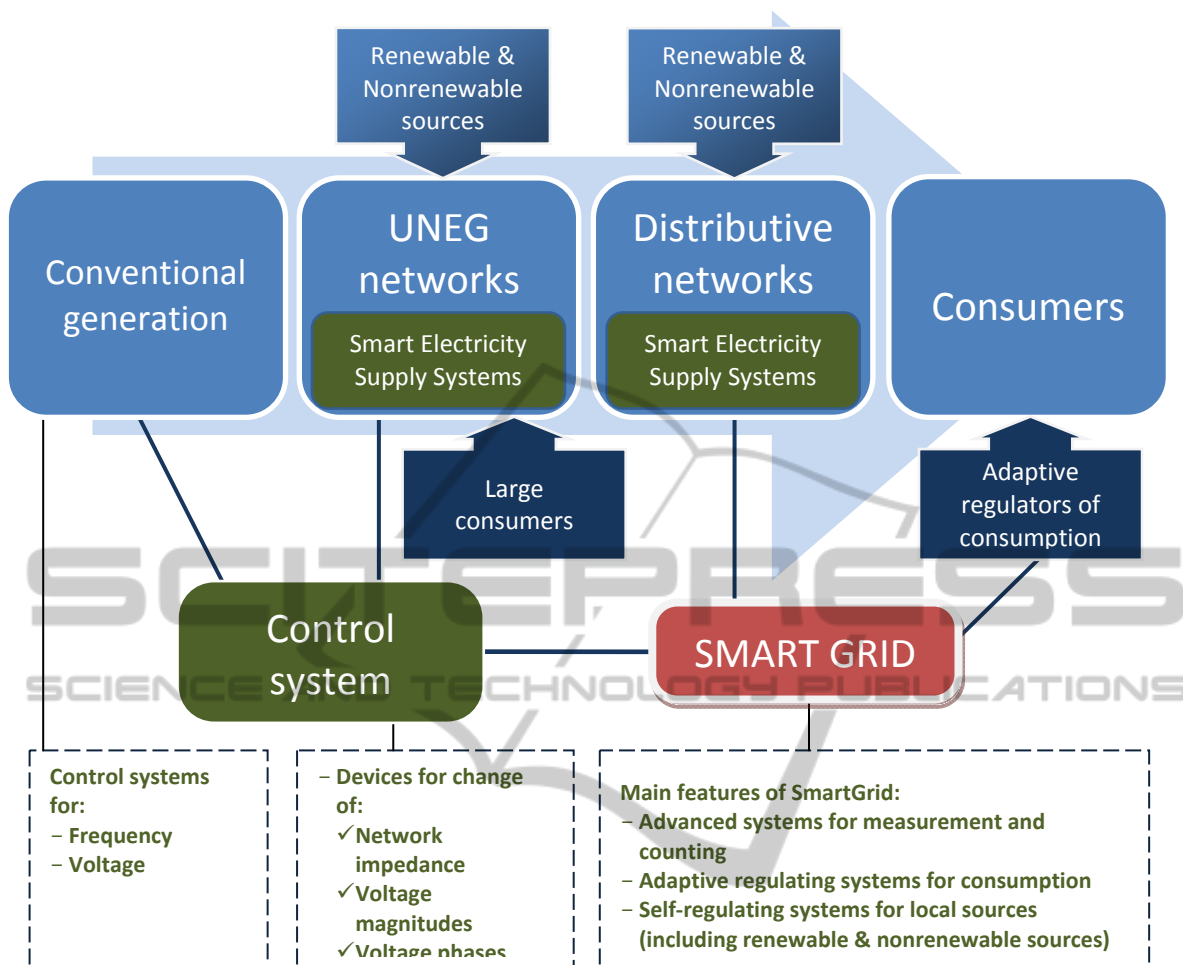 Renewable &
Nonrenewable
sources
Renewable &
Nonrenewable
sources
Conventional
generation
UNEG
networks
Smart Electricity
Supply Systems
Distributive
networks
Smart Electricity
Supply Systems
Consumers
Large
consumers
Adaptive
regulators of
consumption
Control
system
SMART GRID
SCITEPRESS
SCIENCE AND TECHNOLOGY PUBLICATIONS
Control systems
for:
– Frequency
– Voltage
– Devices for change
of:
✓Network
impedance
✓Voltage
magnitudes
✓Voltage phases
Main features of SmartGrid:
– Advanced systems for measurement and
counting
– Adaptive regulating systems for consumption
– Self-regulating systems for local sources
(including renewable & nonrenewable sources)